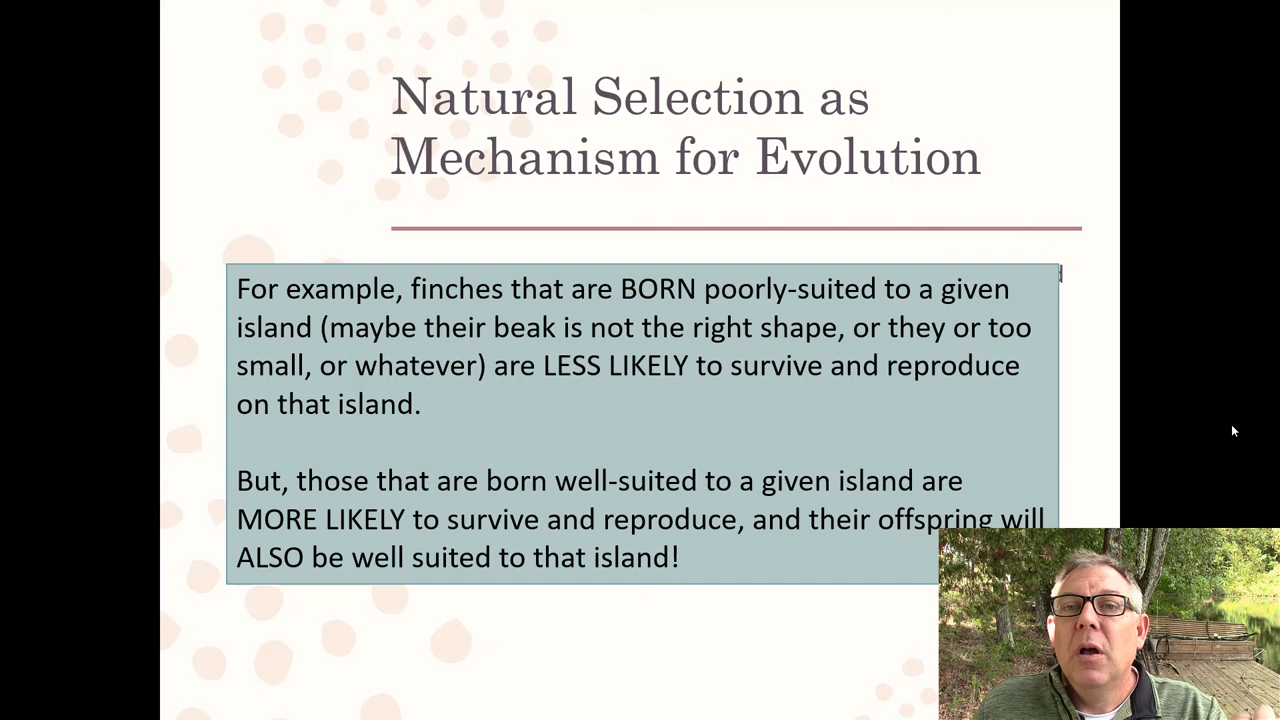 Natural Selection as
Mechanism for Evolution
For example, finches that are BORN poorly-suited to a given
island (maybe their beak is not the right shape, or they or too
small, or whatever) are LESS LIKELY to survive and reproduce
on that island.
But, those that are born well-suited to a given island are
MORE LIKELY to survive and reproduce, and their offspring will
ALSO be well suited to that island!